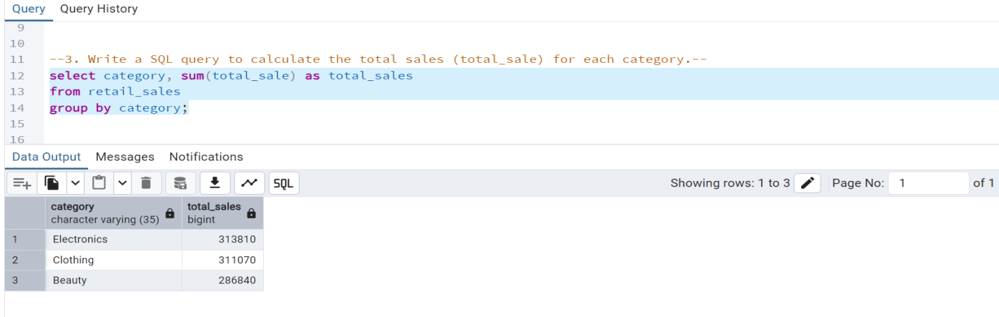 Query Query History
9
10
11 --3. Write a SQL query to calculate the total sales (total_sale) for each category.--
12 select category, sum(total_sale) as total_sales
13 from retail_sales
14 group by category;
15
16
Data Output Messages Notifications
SQL Showing rows: 1 to 3 Page No: 1 of 1
category total_sales
character varying (35) bigint
1 Electronics 313810
2 Clothing 311070
3 Beauty 286840